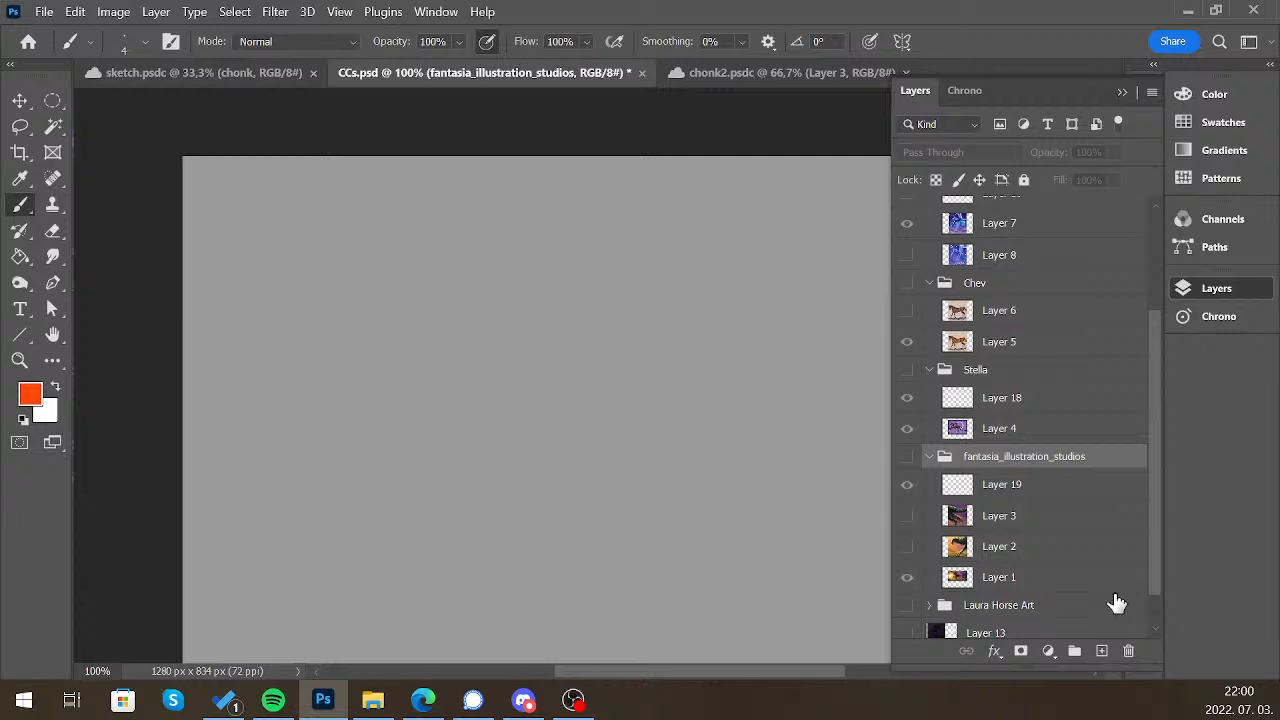 Ps File Edit Image Layer Type Select Filter 3D View Plugins Window Help
4 Mode: Normal Opacity: 100% Flow: 100% Smoothing: 0% 0° Share
sketch.psdc @ 33,3% (chonk, RGB/8#) × CCs.psd @ 100% (fantasia_illustration_studios, RGB/8#) * × chonk2.psdc @ 66,7% (Layer 3, RGB/8#)
Layers Chrono
Kind
Pass Through Opacity: 100%
Lock: Fill: 100%
Layer 7
Layer 8
Chev
Layer 6
Layer 5
Stella
Layer 18
Layer 4
fantasia_illustration_studios
Layer 19
Layer 3
Layer 2
Layer 1
Laura Horse Art
Layer 13
fx
Color
Swatches
Gradients
Patterns
Channels
Paths
Layers
Chrono
100% 1280 px x 834 px (72 ppi)
1
Ps
22:00
2022. 07. 03.